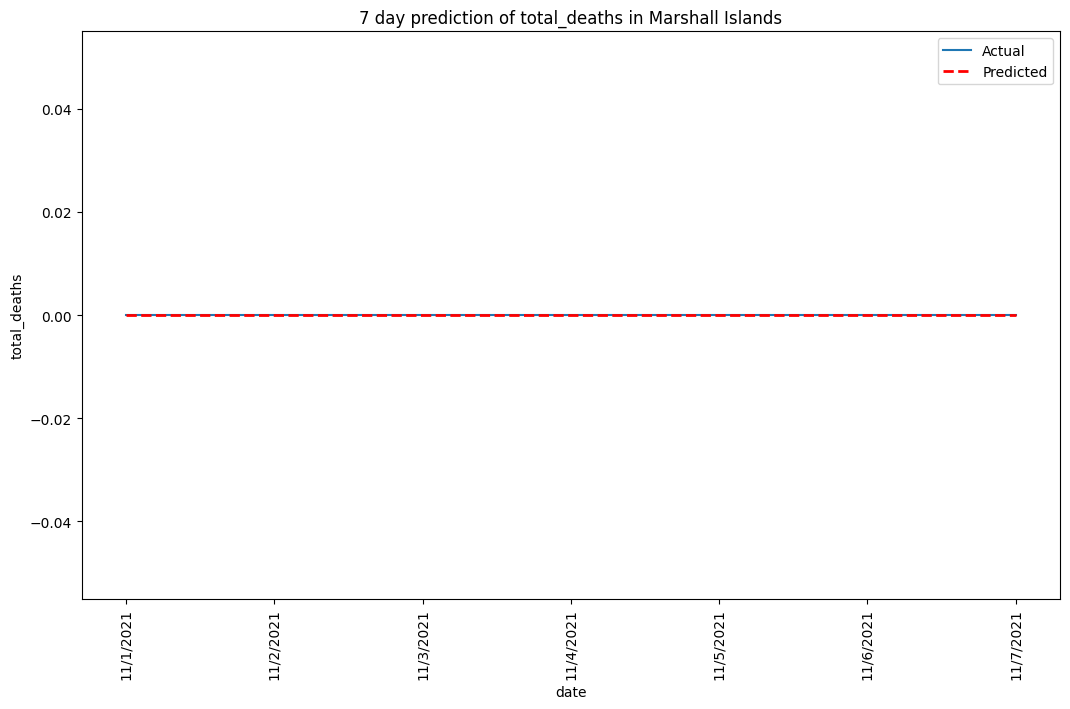 7 day prediction of total_deaths in Marshall Islands
Actual
Predicted
0.04
0.02
0.00
−0.02
−0.04
total_deaths
11/1/2021
11/2/2021
11/3/2021
11/4/2021
11/5/2021
11/6/2021
11/7/2021
date